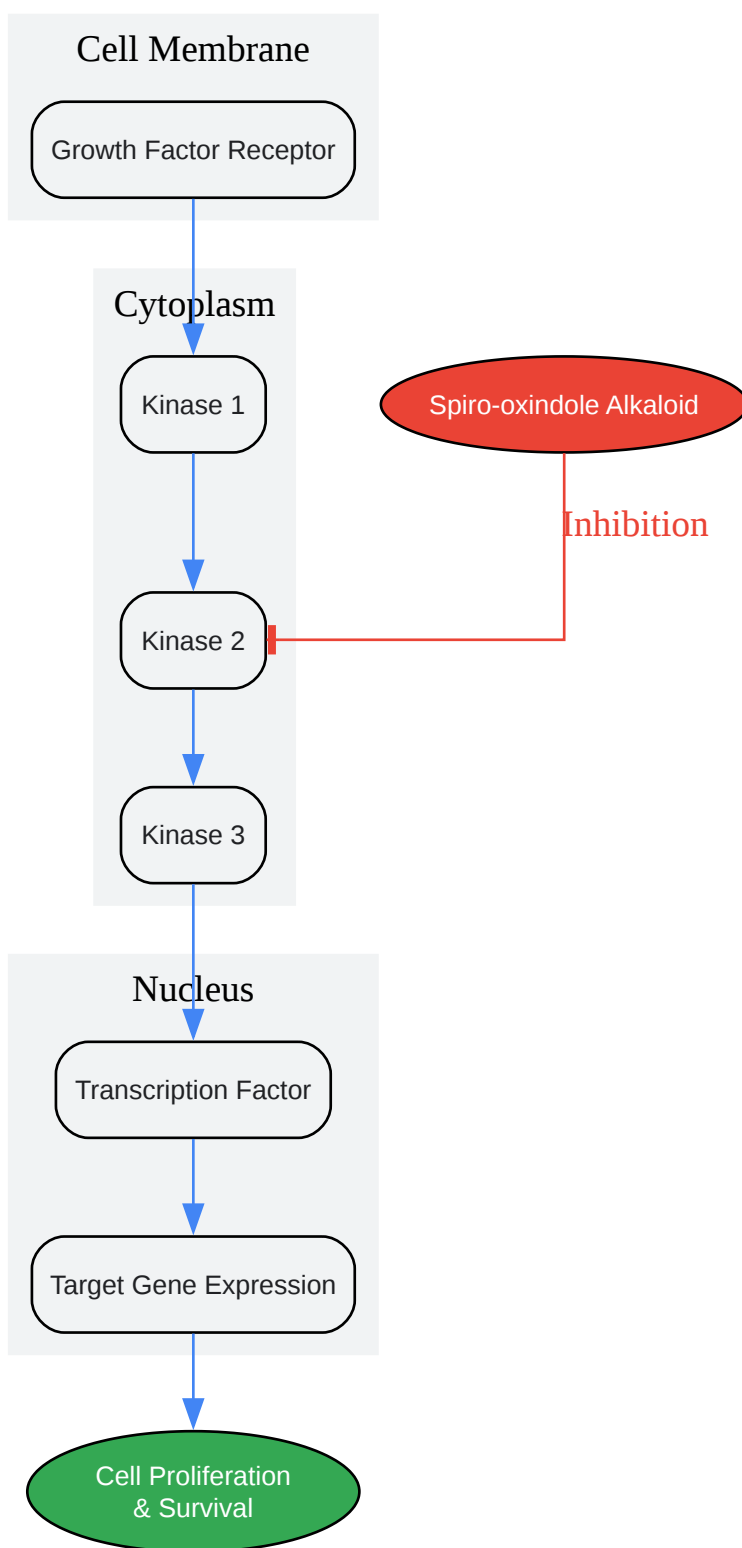 Cell Membrane
Growth Factor Receptor
Cytoplasm
Kinase 1
Spiro-oxindole Alkaloid
Inhibition
Kinase 2
Kinase 3
Nucleus
Transcription Factor
Target Gene Expression
Cell Proliferation
& Survival